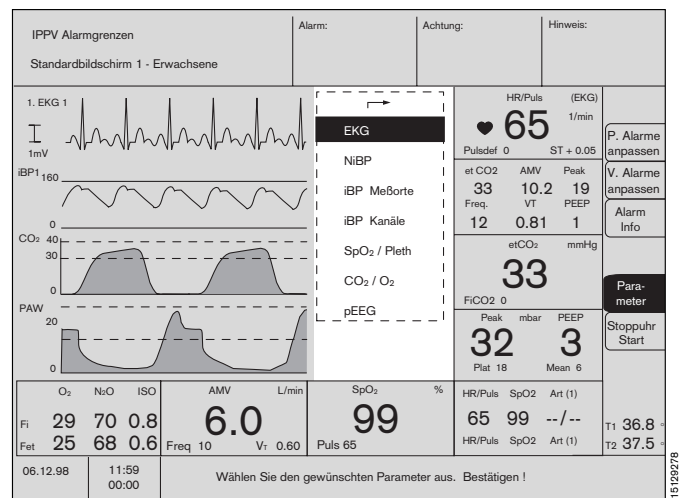 IPPV Alarmgrenzen
Standardbildschirm 1 - Erwachsene
Alarm:
Achtung:
Hinweis:
1. EKG 1
1mV
iBP1
160
0
CO2
40
30
0
PAW
20
0
EKG
NiBP
iBP Meßorte
iBP Kanäle
SpO2 / Pleth
CO2 / O2
pEEG
HR/Puls (EKG)
65 1/min
Pulsdef 0 ST + 0.05
et CO2 AMV Peak
33 10.2 19
Freq. VT PEEP
12 0.81 1
etCO2 mmHg
33
FiCO2 0
Peak mbar PEEP
32 3
Plat 18 Mean 6
P. Alarme
anpassen
V. Alarme
anpassen
Alarm
Info
Para-
meter
Stoppuhr
Start
O2 N2O ISO
Fi 29 70 0.8
Fet 25 68 0.6
AMV L/min
6.0
Freq 10 VT 0.60
SpO2 %
99
Puls 65
HR/Puls SpO2 Art (1)
65 99 --/--
HR/Puls SpO2 Art (1)
T1 36.8 °
T2 37.5 °
06.12.98
11:59
00:00
Wählen Sie den gewünschten Parameter aus. Bestätigen !
15129278